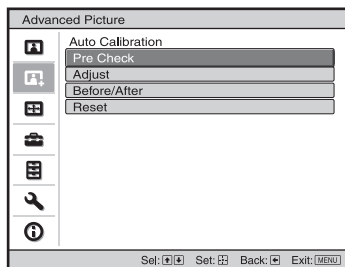 Advanced Picture
Auto Calibration
Pre Check
Adjust
Before/After
Reset
Sel: Set: Back: Exit: MENU